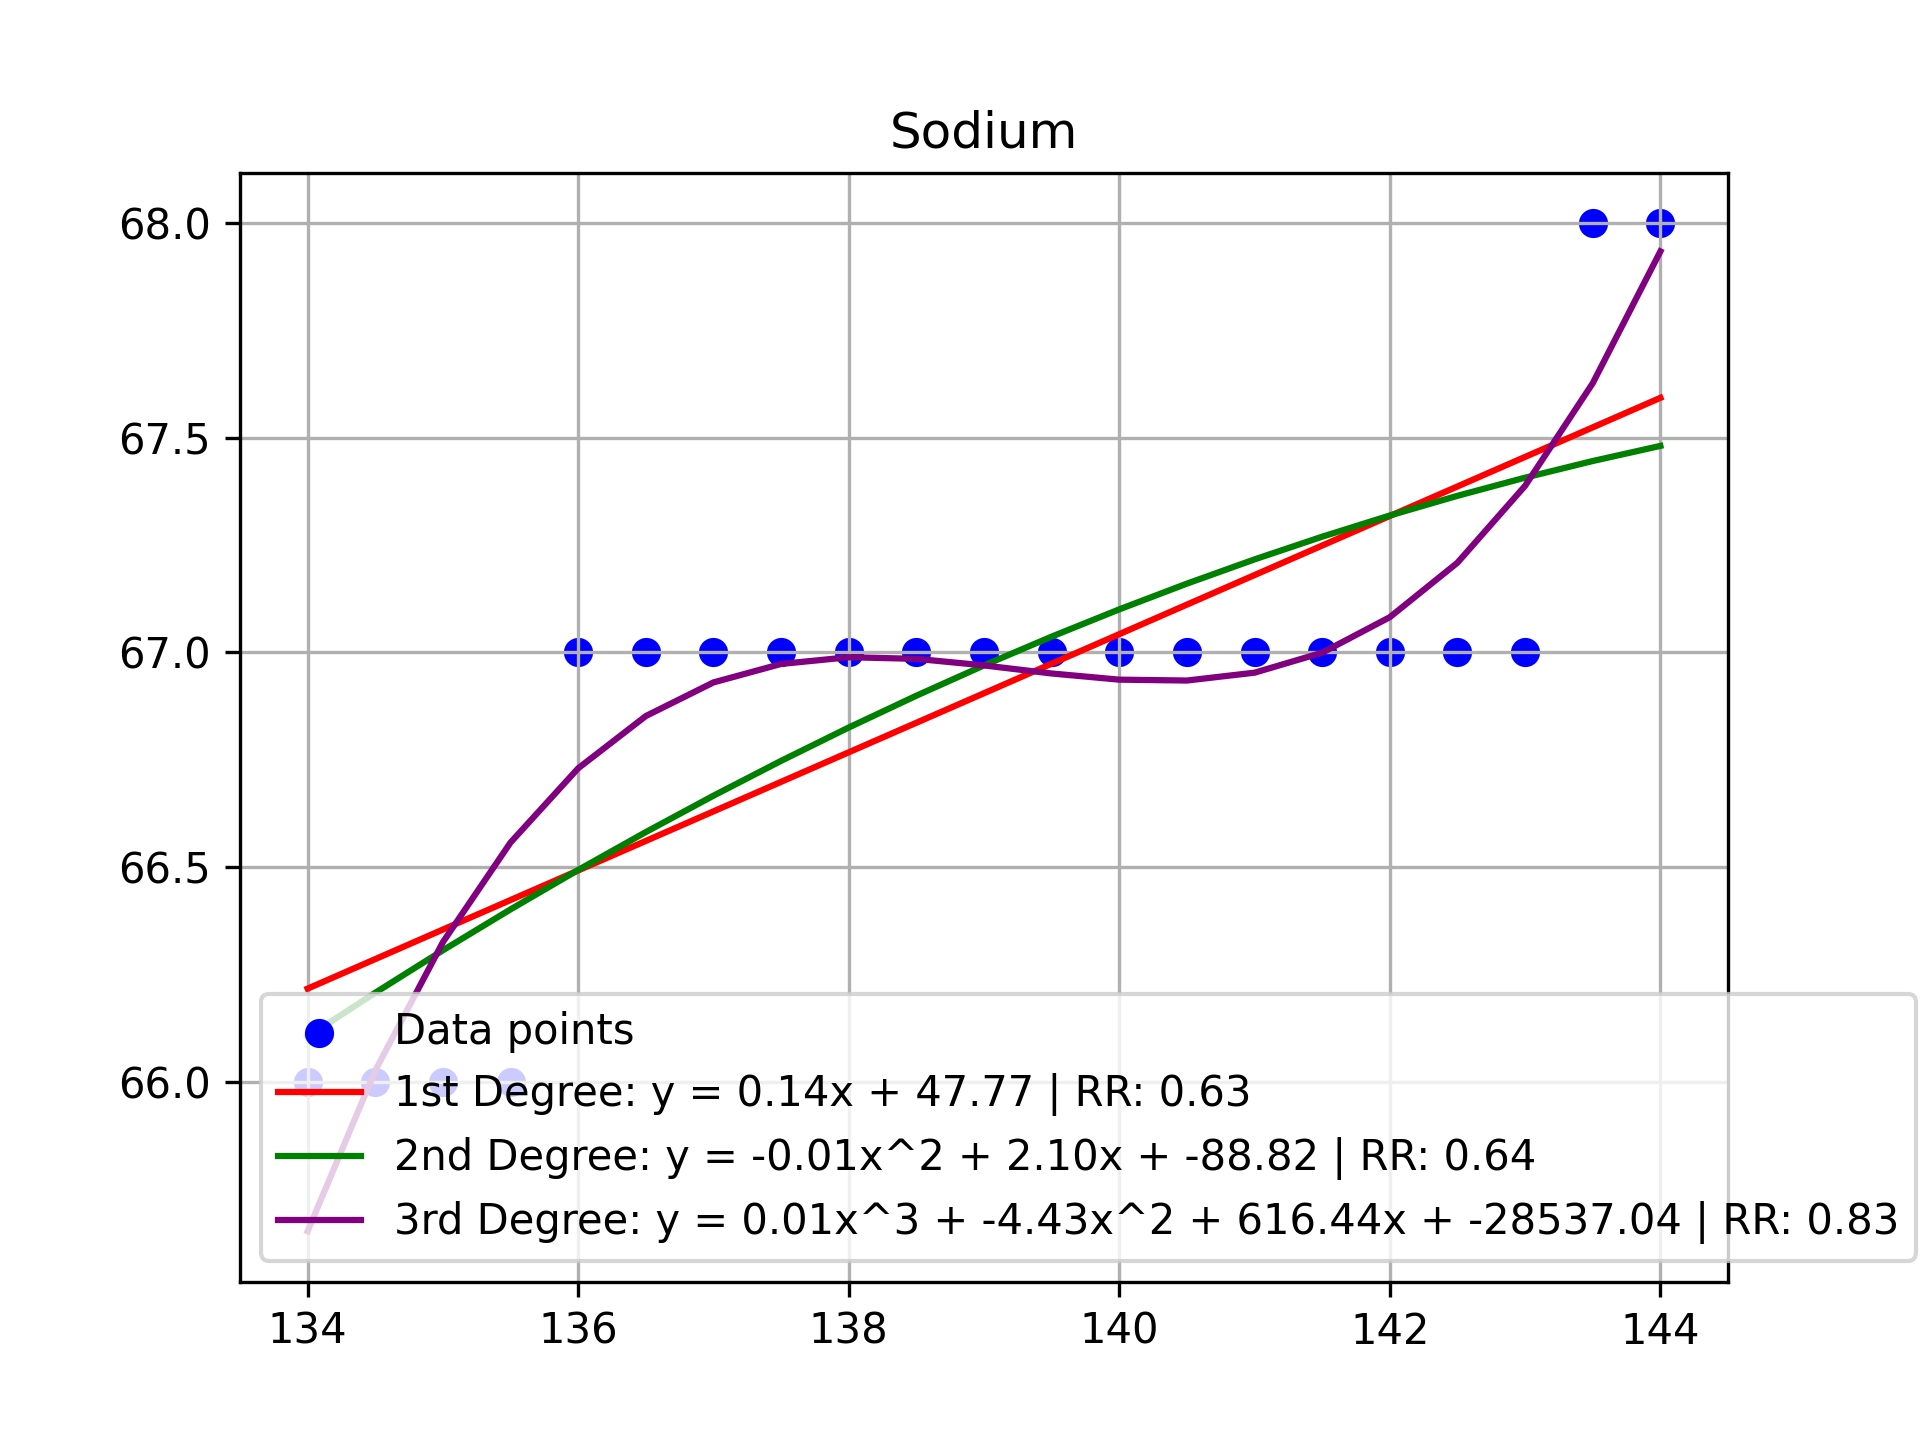 Sodium
68.0
67.5
67.0
66.5
66.0
Data points
1st Degree: y = 0.14x + 47.77 | RR: 0.63
2nd Degree: y = -0.01x^2 + 2.10x + -88.82 | RR: 0.64
3rd Degree: y = 0.01x^3 + -4.43x^2 + 616.44x + -28537.04 | RR: 0.83
134 136 138 140 142 144